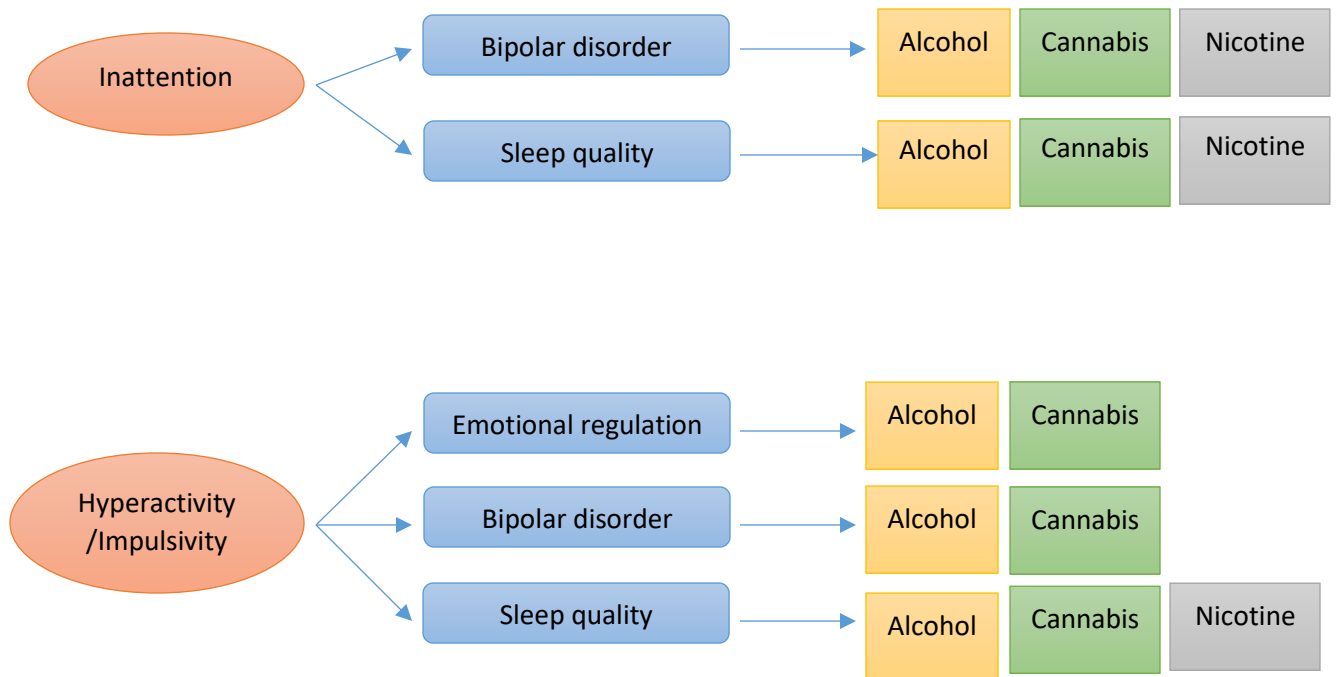 Inattention
Bipolar disorder
Alcohol
Cannabis
Nicotine
Sleep quality
Alcohol
Cannabis
Nicotine
Hyperactivity
/Impulsivity
Emotional regulation
Alcohol
Cannabis
Bipolar disorder
Alcohol
Cannabis
Sleep quality
Alcohol
Cannabis
Nicotine